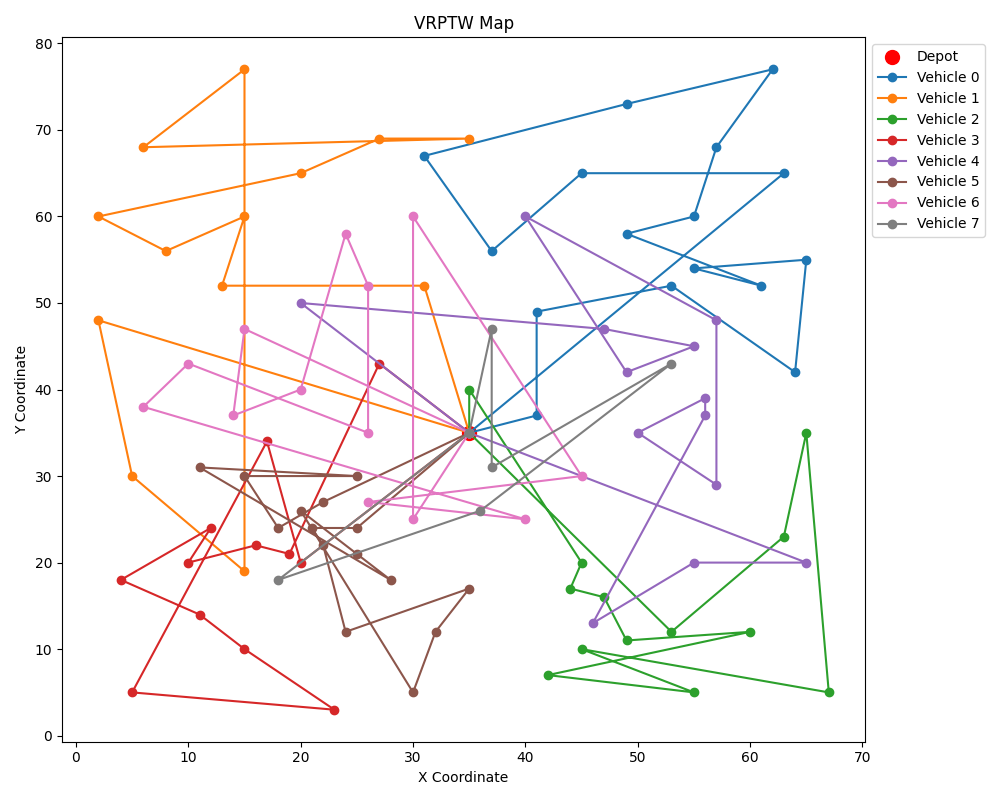 VRPTW Map
Y Coordinate
80
70
60
50
40
30
20
10
0
0 10 20 30 40 50 60 70
X Coordinate
Depot
Vehicle 0
Vehicle 1
Vehicle 2
Vehicle 3
Vehicle 4
Vehicle 5
Vehicle 6
Vehicle 7